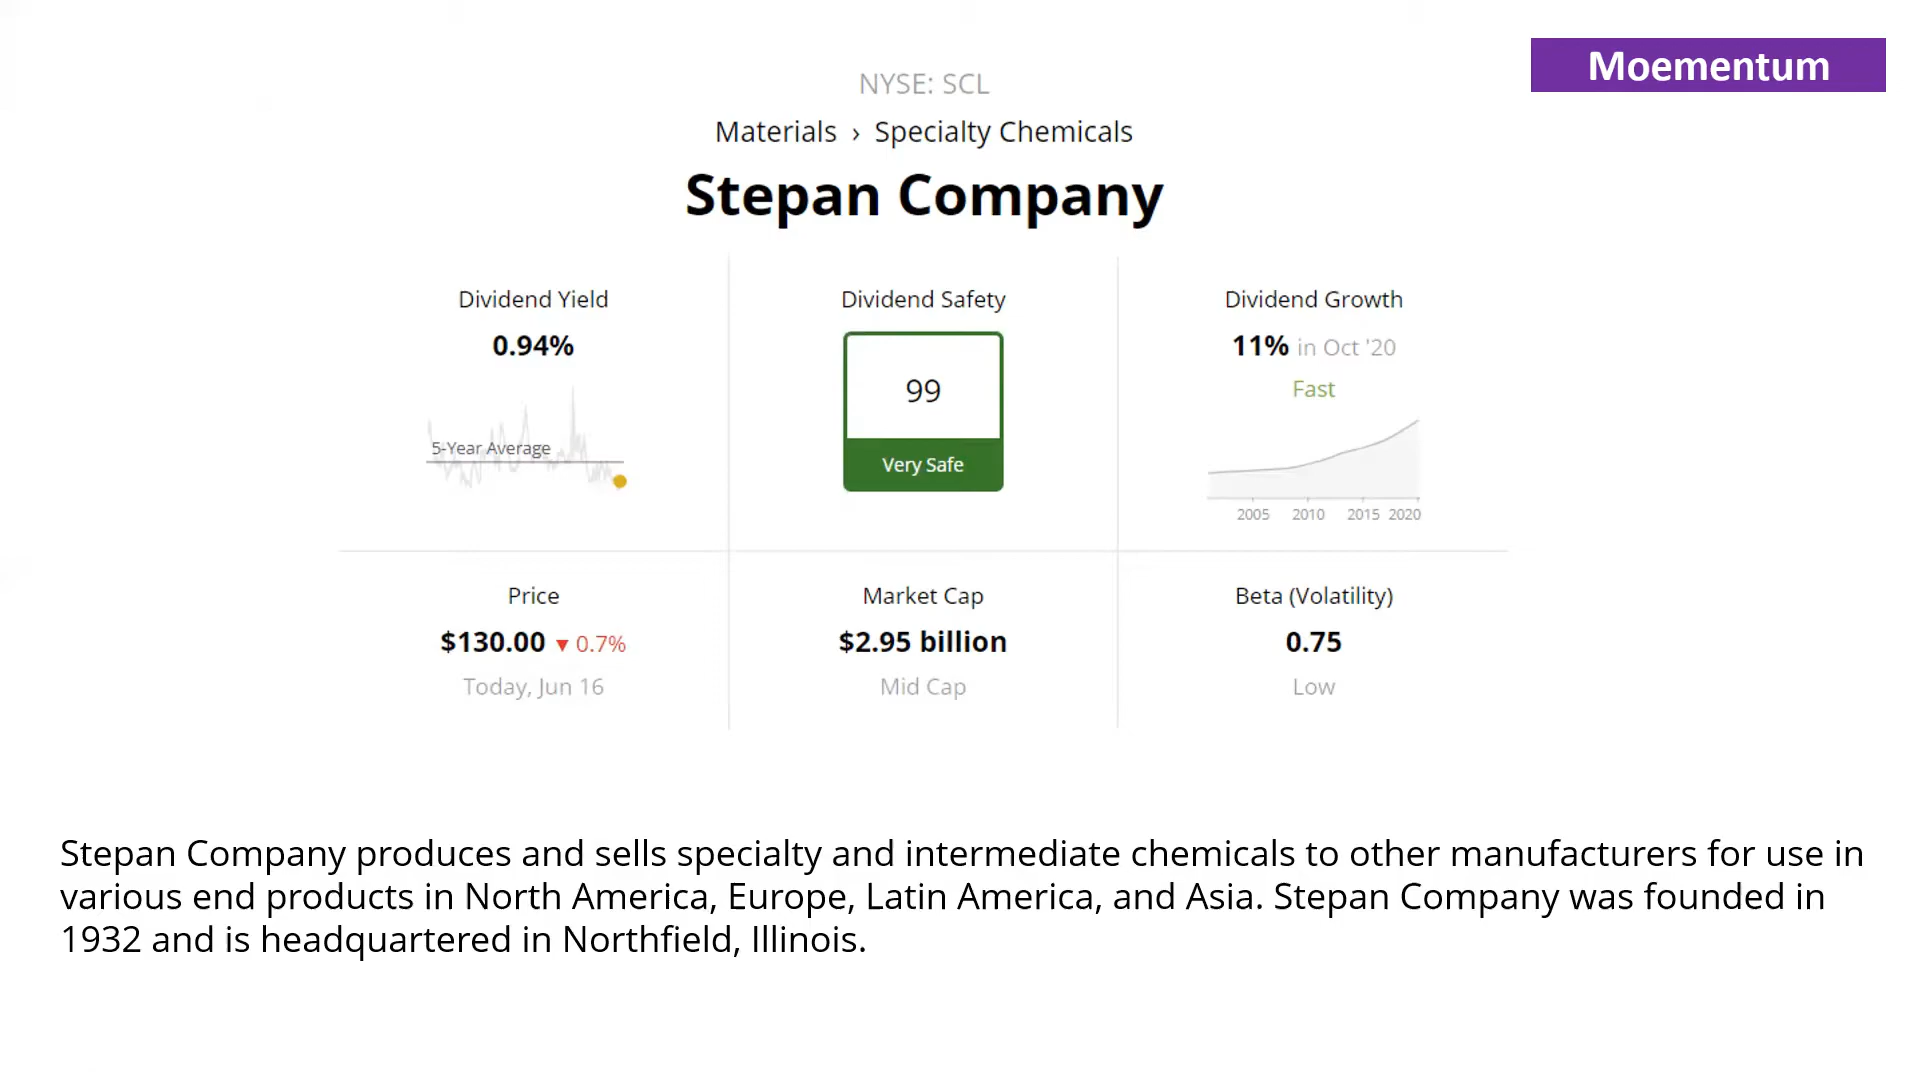 Moementum
NYSE: SCL
Materials › Specialty Chemicals
Stepan Company
Dividend Yield
0.94%
5-Year Average
Dividend Safety
99
Very Safe
Dividend Growth
11% in Oct '20
Fast
2005 2010 2015 2020
Price
$130.00 ▼ 0.7%
Today, Jun 16
Market Cap
$2.95 billion
Mid Cap
Beta (Volatility)
0.75
Low
Stepan Company produces and sells specialty and intermediate chemicals to other manufacturers for use in
various end products in North America, Europe, Latin America, and Asia. Stepan Company was founded in
1932 and is headquartered in Northfield, Illinois.